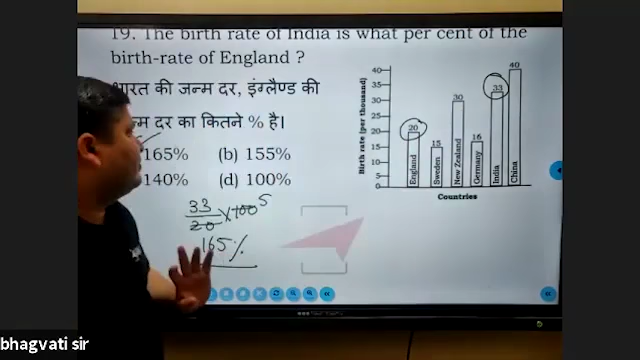 19. The birth rate of India is what per cent of the
birth-rate of England ?
भारत की जन्म दर, इंग्लैण्ड की
दर का कितने % है।
165% (b) 155%
140% (d) 100%
33/20 × 100 5
165%
Birth rate (per thousand)
40
35
30
25
20
15
10
5
0
20
England
15
Sweden
30
New Zealand
16
Germany
33
India
40
China
Countries
bhagvati sir